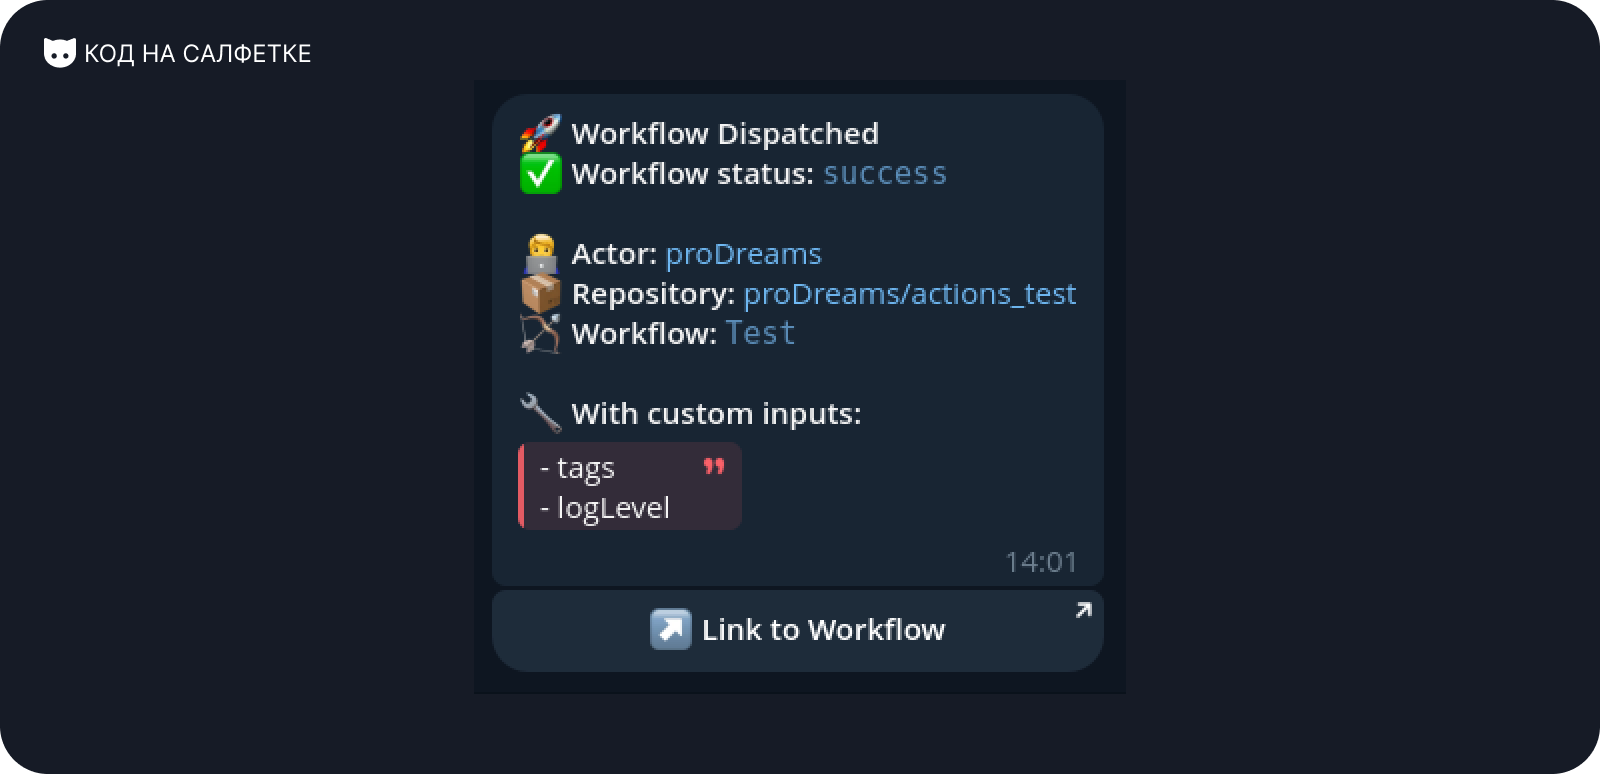 КОД НА САЛФЕТКЕ
🚀 Workflow Dispatched
✅ Workflow status: success
👨‍💻 Actor: proDreams
📦 Repository: proDreams/actions_test
🏹 Workflow: Test
🔧 With custom inputs:
- tags
- logLevel
14:01
↗️ Link to Workflow